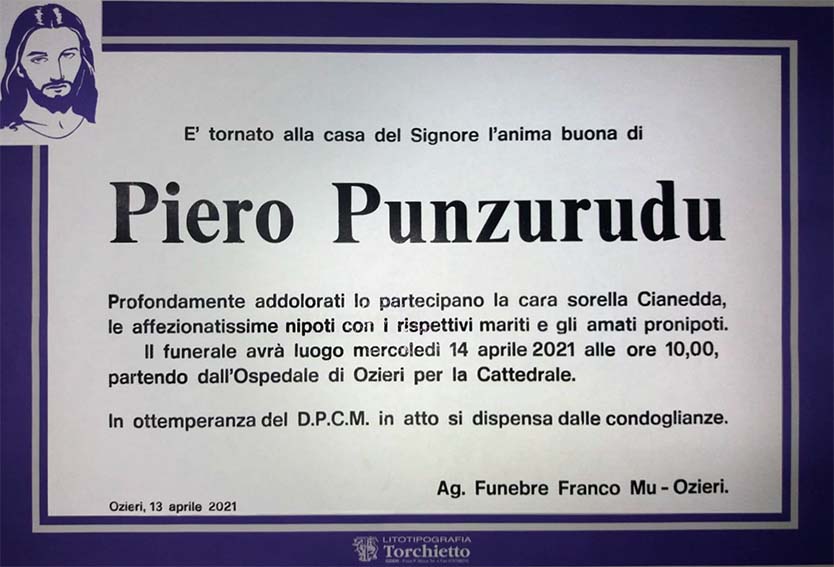 E' tornato alla casa del Signore l'anima buona di
Piero Punzurudu
Profondamente addolorati lo partecipano la cara sorella Cianedda,
le affezionatissime nipoti con i rispettivi mariti e gli amati pronipoti.
Il funerale avrà luogo mercoledì 14 aprile 2021 alle ore 10,00,
partendo dall'Ospedale di Ozieri per la Cattedrale.
In ottemperanza del D.P.C.M. in atto si dispensa dalle condoglianze.
Ag. Funebre Franco Mu - Ozieri.
Ozieri, 13 aprile 2021
LITOTIPOGRAFIA
Torchietto